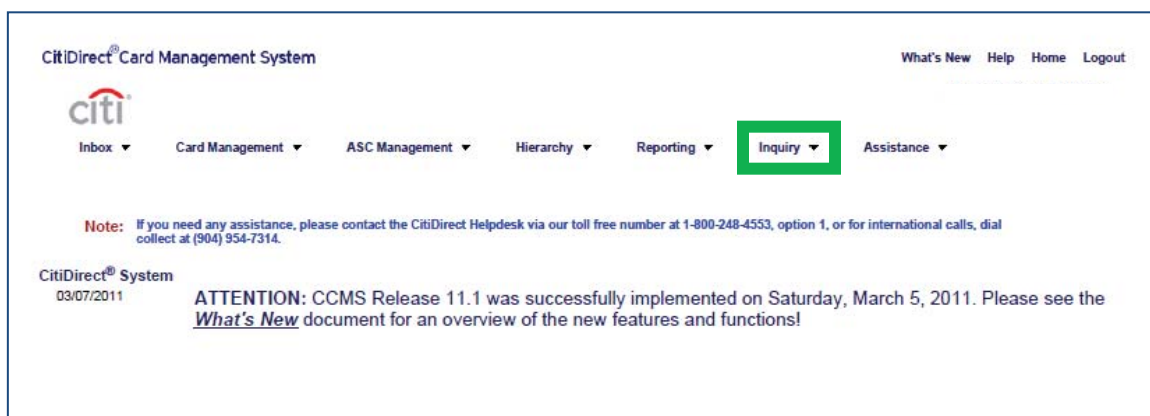 CitiDirect® Card Management System
What's New Help Home Logout
citi®
Inbox Card Management ASC Management Hierarchy Reporting Inquiry Assistance
Note: If you need any assistance, please contact the CitiDirect Helpdesk via our toll free number at 1-800-248-4553, option 1, or for international calls, dial
collect at (904) 954-7314.
CitiDirect® System
03/07/2011
ATTENTION: CCMS Release 11.1 was successfully implemented on Saturday, March 5, 2011. Please see the
What's New document for an overview of the new features and functions!